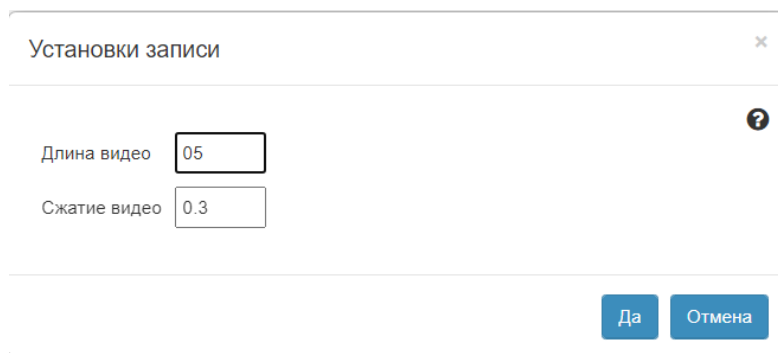 Установки записи ×
?
Длина видео 05
Сжатие видео 0.3
Да Отмена